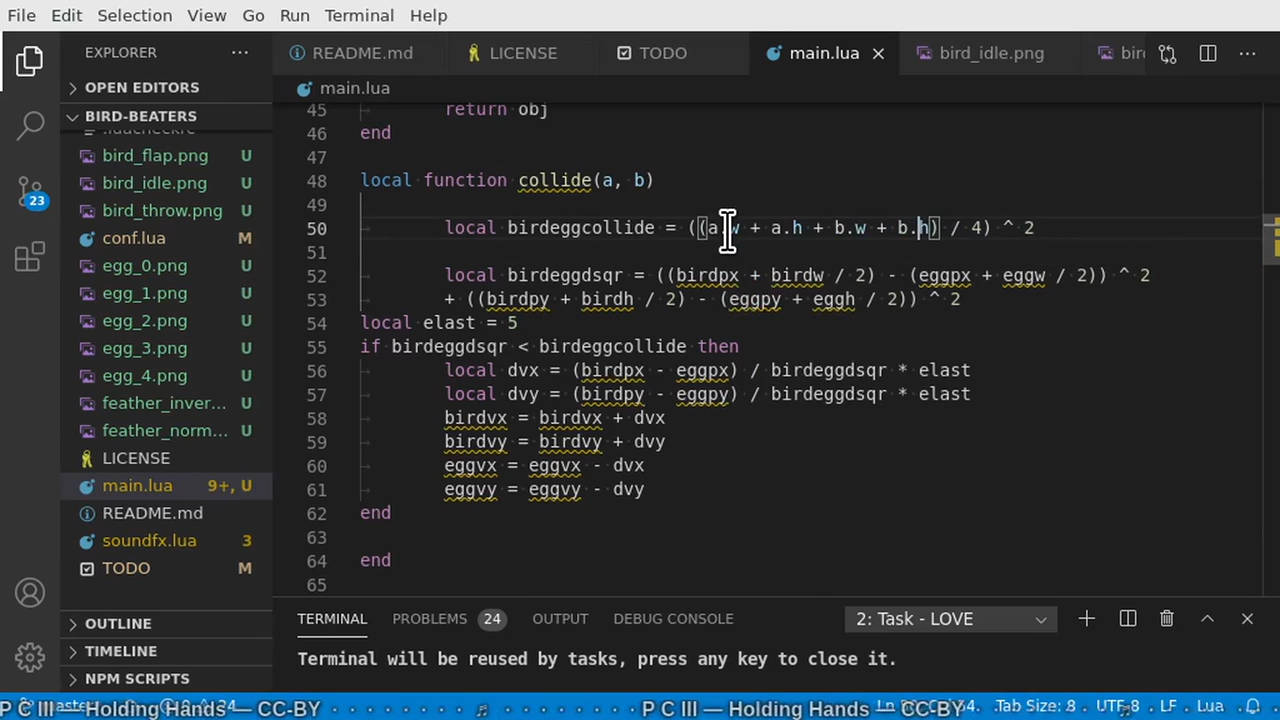 File Edit Selection View Go Run Terminal Help
EXPLORER
OPEN EDITORS
BIRD-BEATERS
bird_flap.png U
bird_idle.png U
bird_throw.png U
conf.lua M
egg_0.png U
egg_1.png U
egg_2.png U
egg_3.png U
egg_4.png U
feather_inver... U
feather_norm... U
LICENSE
main.lua 9+, U
README.md
soundfx.lua 3
TODO M
OUTLINE
TIMELINE
NPM SCRIPTS
23
README.md LICENSE TODO main.lua bird_idle.png
main.lua
45 return obj
46 end
47
48 local function collide(a, b)
49
50 local birdeggcollide = ((a.w + a.h + b.w + b.h) / 4) ^ 2
51
52 local birdeggdsqr = ((birdpx + birdw / 2) - (eggpx + eggw / 2)) ^ 2
53 + ((birdpy + birdh / 2) - (eggpy + eggh / 2)) ^ 2
54 local elast = 5
55 if birdeggdsqr < birdeggcollide then
56 local dvx = (birdpx - eggpx) / birdeggdsqr * elast
57 local dvy = (birdpy - eggpy) / birdeggdsqr * elast
58 birdvx = birdvx + dvx
59 birdvy = birdvy + dvy
60 eggvx = eggvx - dvx
61 eggvy = eggvy - dvy
62 end
63
64 end
65
TERMINAL PROBLEMS 24 OUTPUT DEBUG CONSOLE 2: Task - LOVE
Terminal will be reused by tasks, press any key to close it.
P C III — Holding Hands — CC-BY P C III — Holding Hands — CC-BY Tab Size: 8 UTF-8 LF Lua